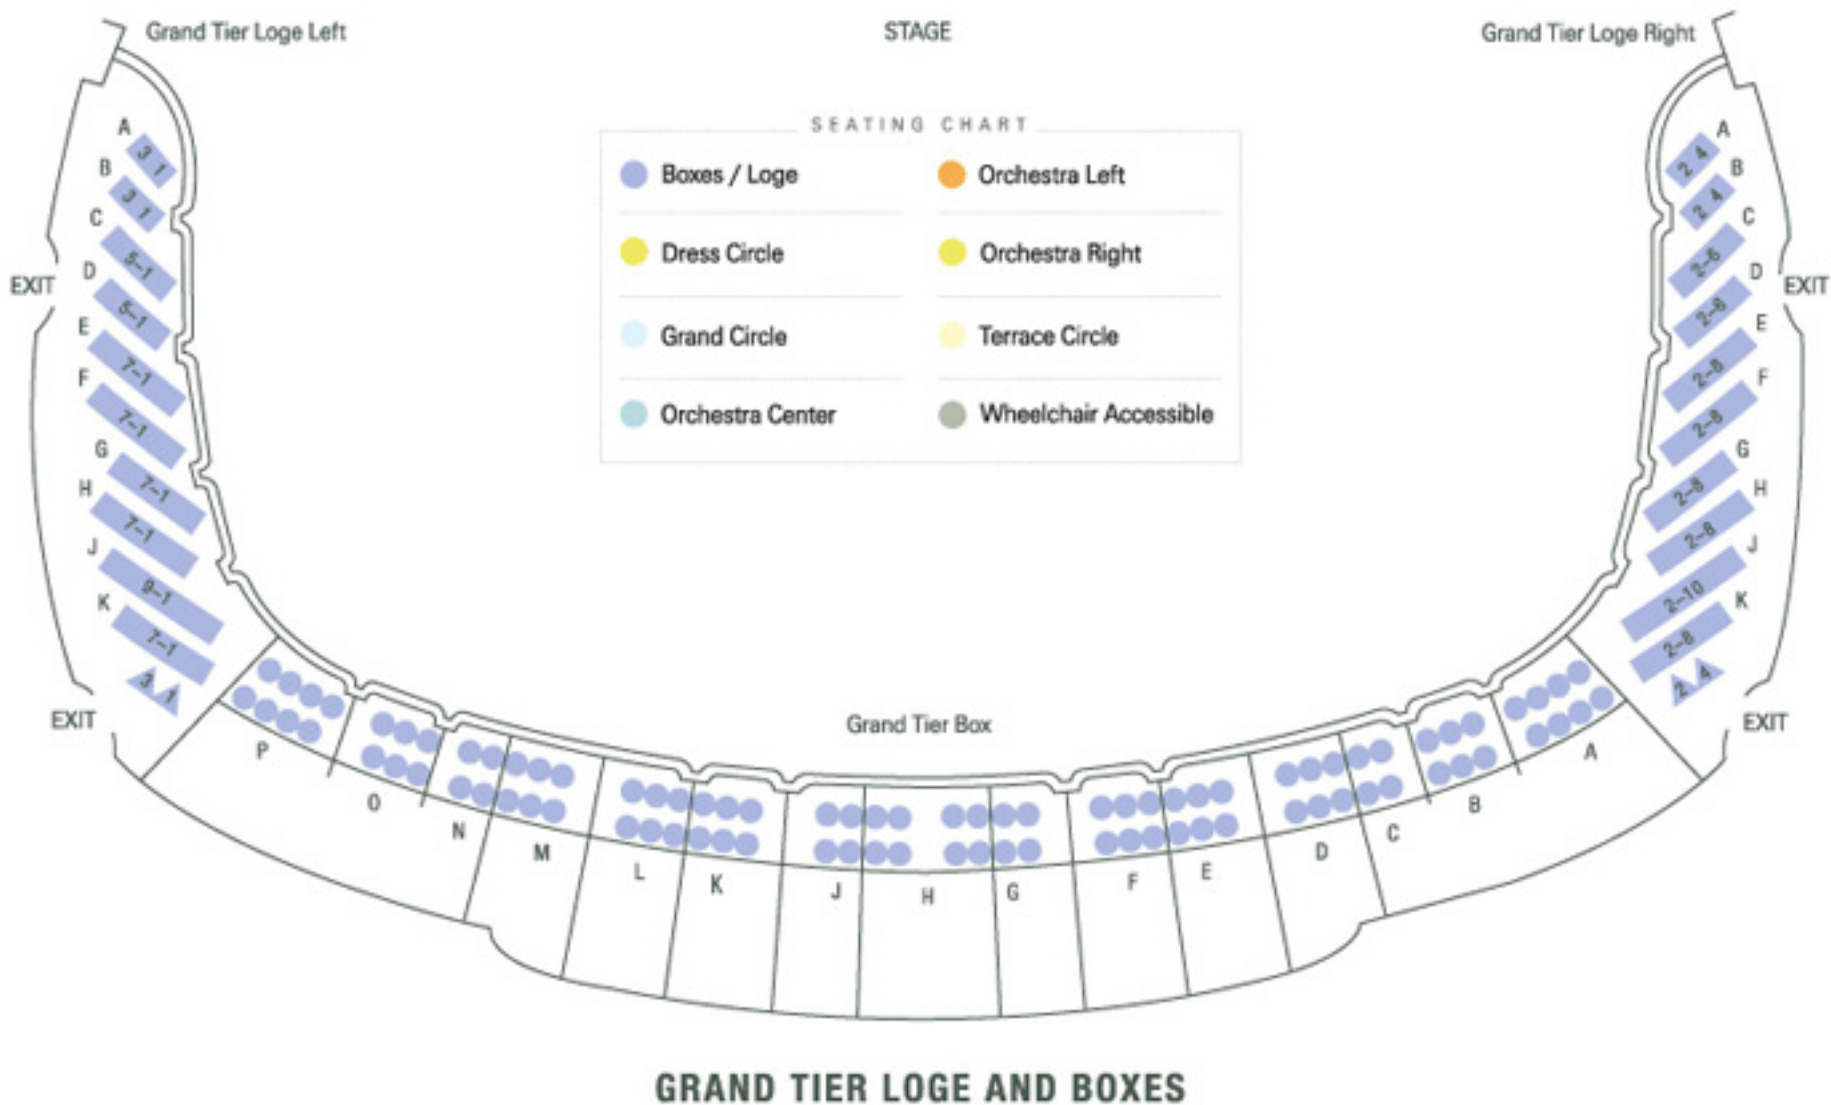 Grand Tier Loge Left
STAGE
Grand Tier Loge Right
SEATING CHART
Boxes / Loge
Orchestra Left
Dress Circle
Orchestra Right
Grand Circle
Terrace Circle
Orchestra Center
Wheelchair Accessible
A 3 1
B 3 1
C 5–1
D 5–1
EXIT
E 7–1
F 7–1
G 7–1
H 7–1
J 9–1
K 7–1
3 1
EXIT
A 2 4
B 2 4
C 2–6
D 2–6
EXIT
E 2–8
F 2–8
G 2–8
H 2–8
J 2–10
K 2–8
2 4
EXIT
Grand Tier Box
P O N M L K J H G F E D C B A
GRAND TIER LOGE AND BOXES